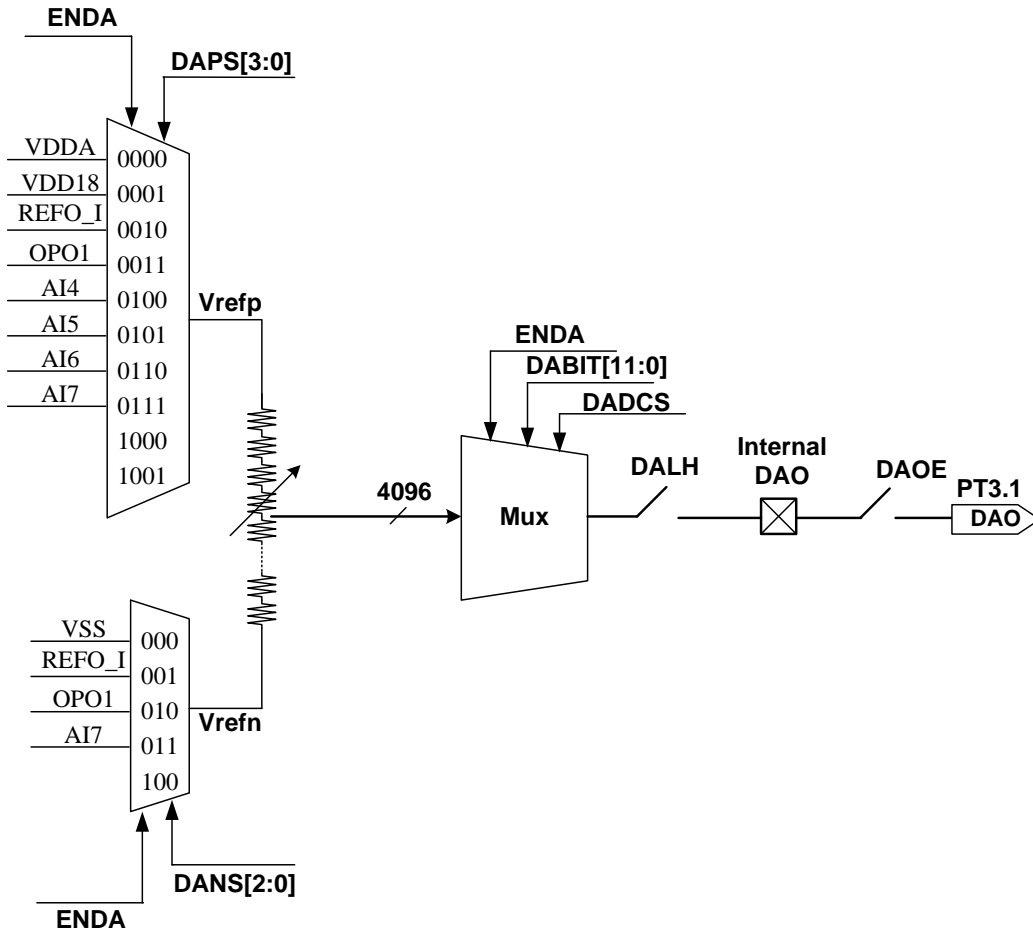 ENDA
DAPS[3:0]
VDDA
0000
VDD18
0001
REFO_I
0010
OPO1
0011
AI4
0100
AI5
0101
AI6
0110
AI7
0111
1000
1001
Vrefp
ENDA
DABIT[11:0]
DADCS
4096
Mux
DALH
Internal
DAO
DAOE
PT3.1
DAO
VSS
000
REFO_I
001
OPO1
010
AI7
011
100
Vrefn
DANS[2:0]
ENDA